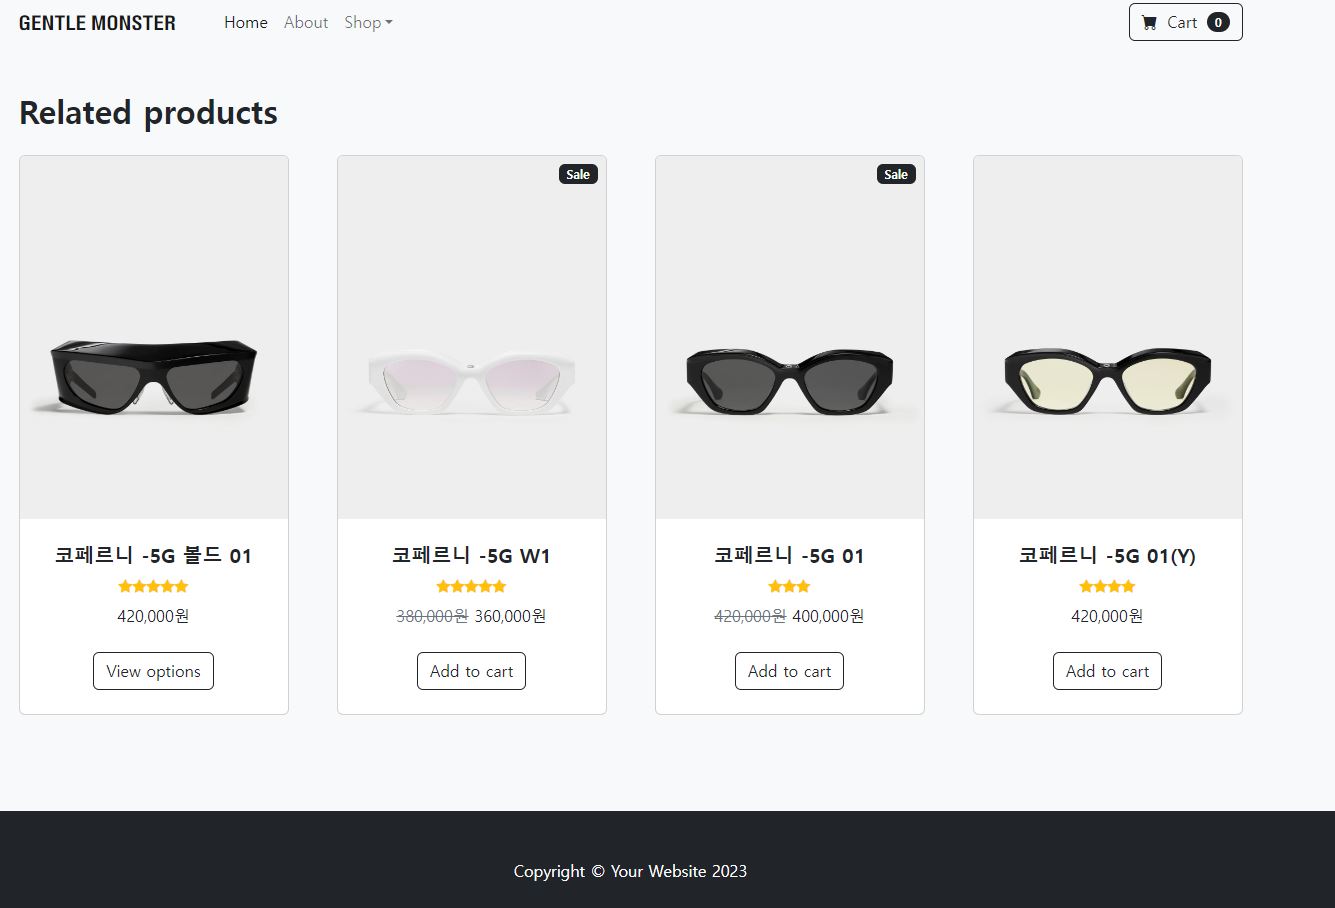 GENTLE MONSTER Home About Shop Cart 0
Related products
Sale Sale
코페르니 -5G 볼드 01 코페르니 -5G W1 코페르니 -5G 01 코페르니 -5G 01(Y)
420,000원 380,000원 360,000원 420,000원 400,000원 420,000원
View options Add to cart Add to cart Add to cart
Copyright © Your Website 2023